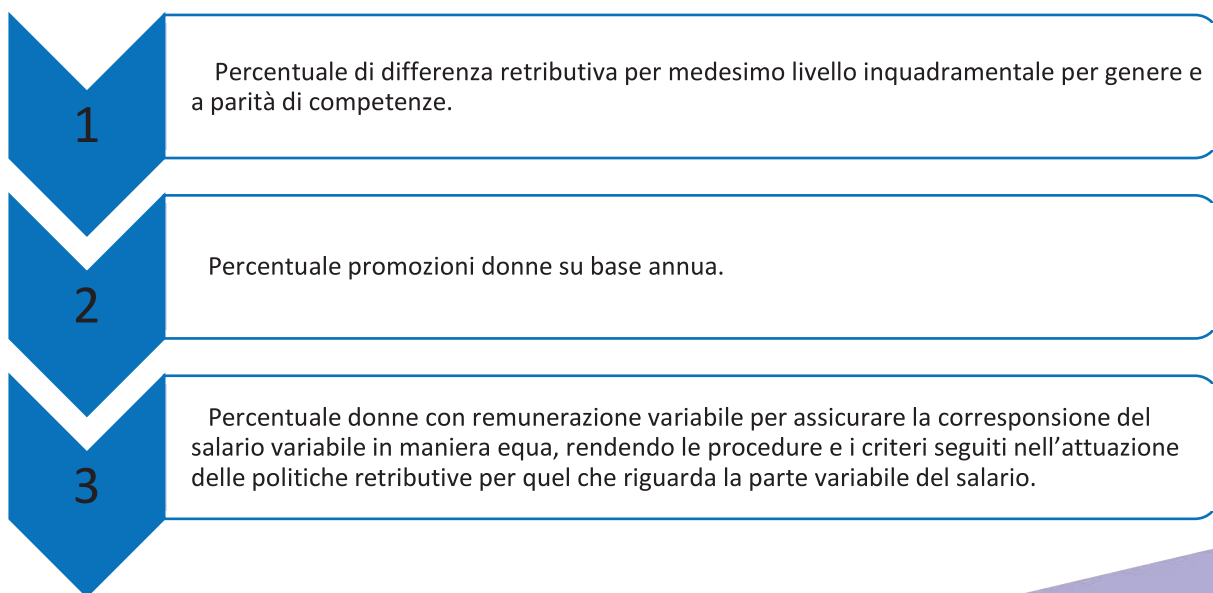 1
Percentuale di differenza retributiva per medesimo livello inquadramentale per genere e
a parità di competenze.
2
Percentuale promozioni donne su base annua.
3
Percentuale donne con remunerazione variabile per assicurare la corresponsione del
salario variabile in maniera equa, rendendo le procedure e i criteri seguiti nell’attuazione
delle politiche retributive per quel che riguarda la parte variabile del salario.